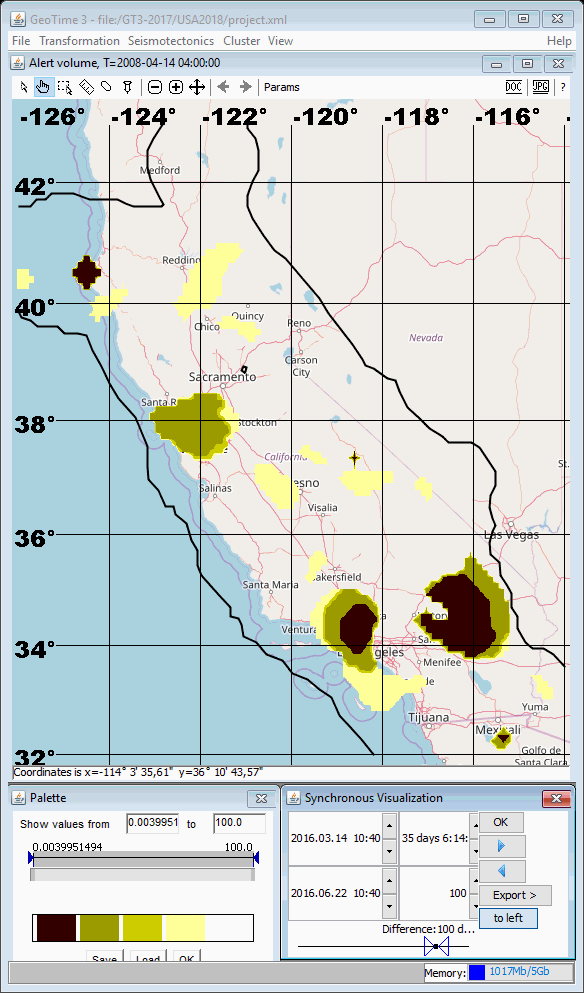 GeoTime 3 - file:/GT3-2017/USA2018/project.xml
File Transformation Seismotectonics Cluster View Help
Alert volume, T=2008-04-14 04:00:00
Params DOC JPG ?
-126° -124° -122° -120° -118° -116°
Medford
42°
Redding
40°
Quincy
Chico
Reno
Carson
City
Nevada
Sacramento
Santa R
38°
Stockton
California
esno
Salinas
Visalia
St.
36°
Las Vegas
Bakersfield
Santa Maria
Ventura
34°
geles
Menifee
Yuma
Tijuana
Mexicali
Golfo de
Santa Clara
32°
Coordinates is x=-114° 3' 35,61" y=36° 10' 43,57"
Palette
Show values from 0.0039951 to 100.0
0.0039951494 100.0
Save Load OK
Synchronous Visualization
2016.03.14 10:40 35 days 6:14: OK
2016.06.22 10:40 100
Export >
to left
Difference:100 d...
Memory: 1017Mb/5Gb